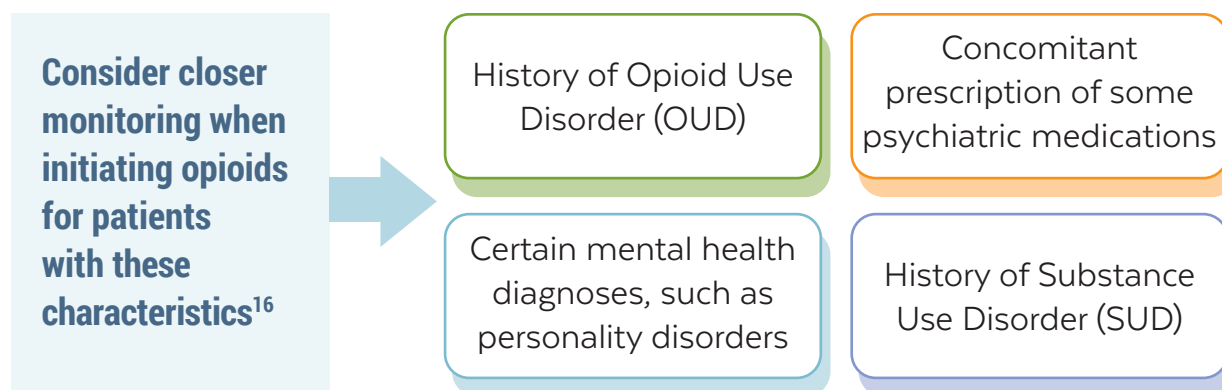 Consider closer
monitoring when
initiating opioids
for patients
with these
characteristics16
History of Opioid Use
Disorder (OUD)
Concomitant
prescription of some
psychiatric medications
Certain mental health
diagnoses, such as
personality disorders
History of Substance
Use Disorder (SUD)